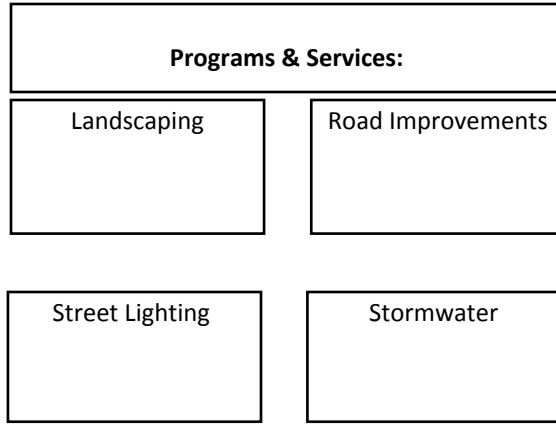 Programs & Services:
Landscaping
Road Improvements
Street Lighting
Stormwater